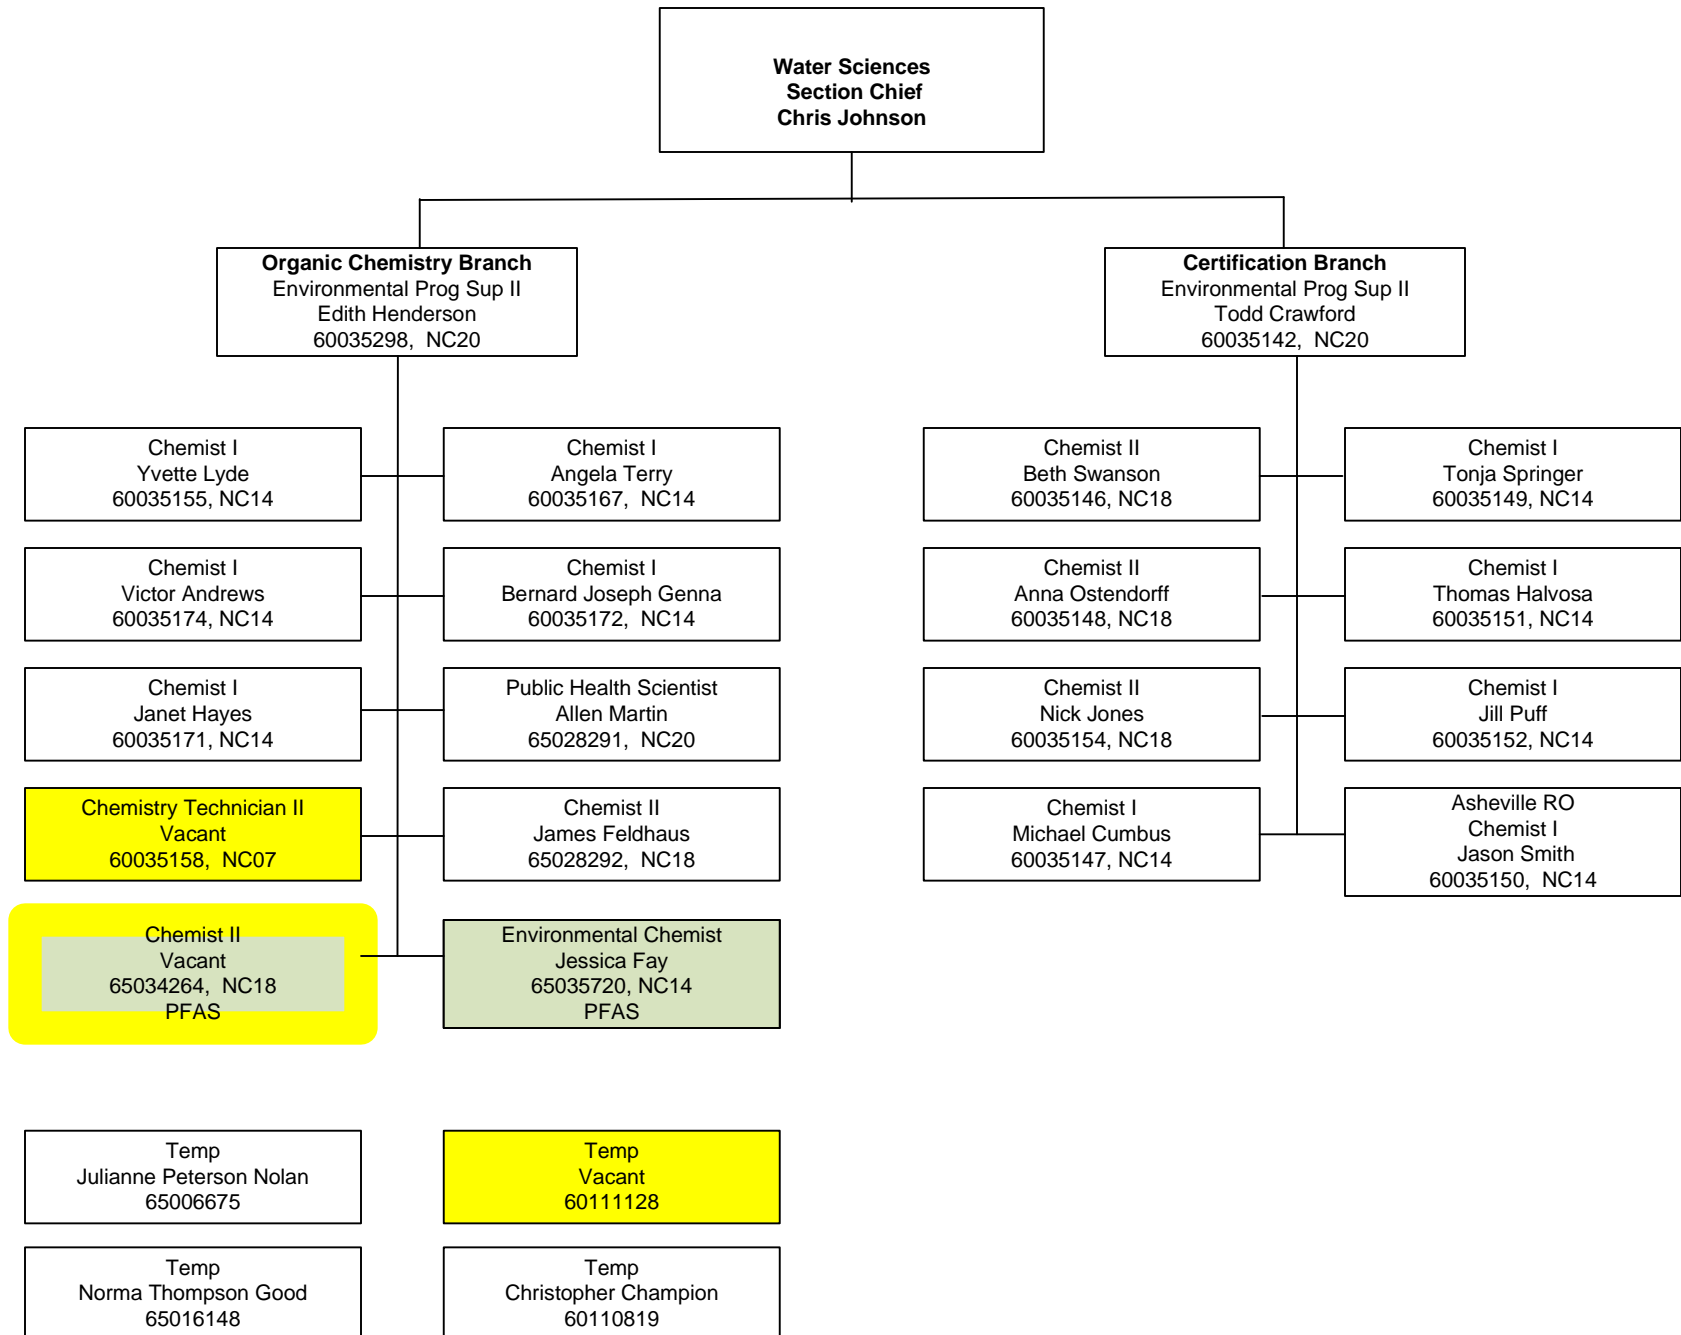 Water Sciences
Section Chief
Chris Johnson
Organic Chemistry Branch
Environmental Prog Sup II
Edith Henderson
60035298, NC20
Certification Branch
Environmental Prog Sup II
Todd Crawford
60035142, NC20
Chemist I
Yvette Lyde
60035155, NC14
Chemist I
Angela Terry
60035167, NC14
Chemist II
Beth Swanson
60035146, NC18
Chemist I
Tonja Springer
60035149, NC14
Chemist I
Victor Andrews
60035174, NC14
Chemist I
Bernard Joseph Genna
60035172, NC14
Chemist II
Anna Ostendorff
60035148, NC18
Chemist I
Thomas Halvosa
60035151, NC14
Chemist I
Janet Hayes
60035171, NC14
Public Health Scientist
Allen Martin
65028291, NC20
Chemist II
Nick Jones
60035154, NC18
Chemist I
Jill Puff
60035152, NC14
Chemistry Technician II
Vacant
60035158, NC07
Chemist II
James Feldhaus
65028292, NC18
Chemist I
Michael Cumbus
60035147, NC14
Asheville RO
Chemist I
Jason Smith
60035150, NC14
Chemist II
Vacant
65034264, NC18
PFAS
Environmental Chemist
Jessica Fay
65035720, NC14
PFAS
Temp
Julianne Peterson Nolan
65006675
Temp
Vacant
60111128
Temp
Norma Thompson Good
65016148
Temp
Christopher Champion
60110819